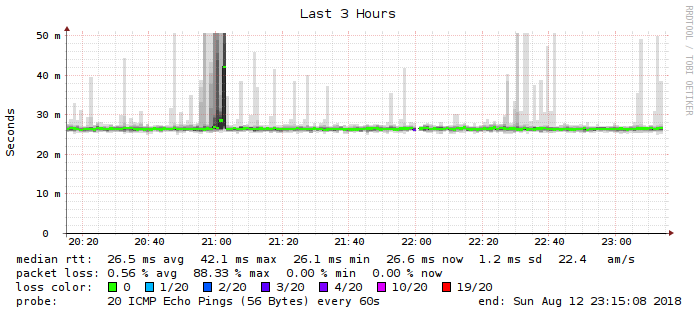 Last 3 Hours
RRDTOOL / TOBI OETIKER
Seconds
50 m
40 m
30 m
20 m
10 m
0
20:20 20:40 21:00 21:20 21:40 22:00 22:20 22:40 23:00
median rtt: 26.5 ms avg 42.1 ms max 26.1 ms min 26.6 ms now 1.2 ms sd 22.4 am/s
packet loss: 0.56 % avg 88.33 % max 0.00 % min 0.00 % now
loss color: 0 1/20 2/20 3/20 4/20 10/20 19/20
probe: 20 ICMP Echo Pings (56 Bytes) every 60s end: Sun Aug 12 23:15:08 2018